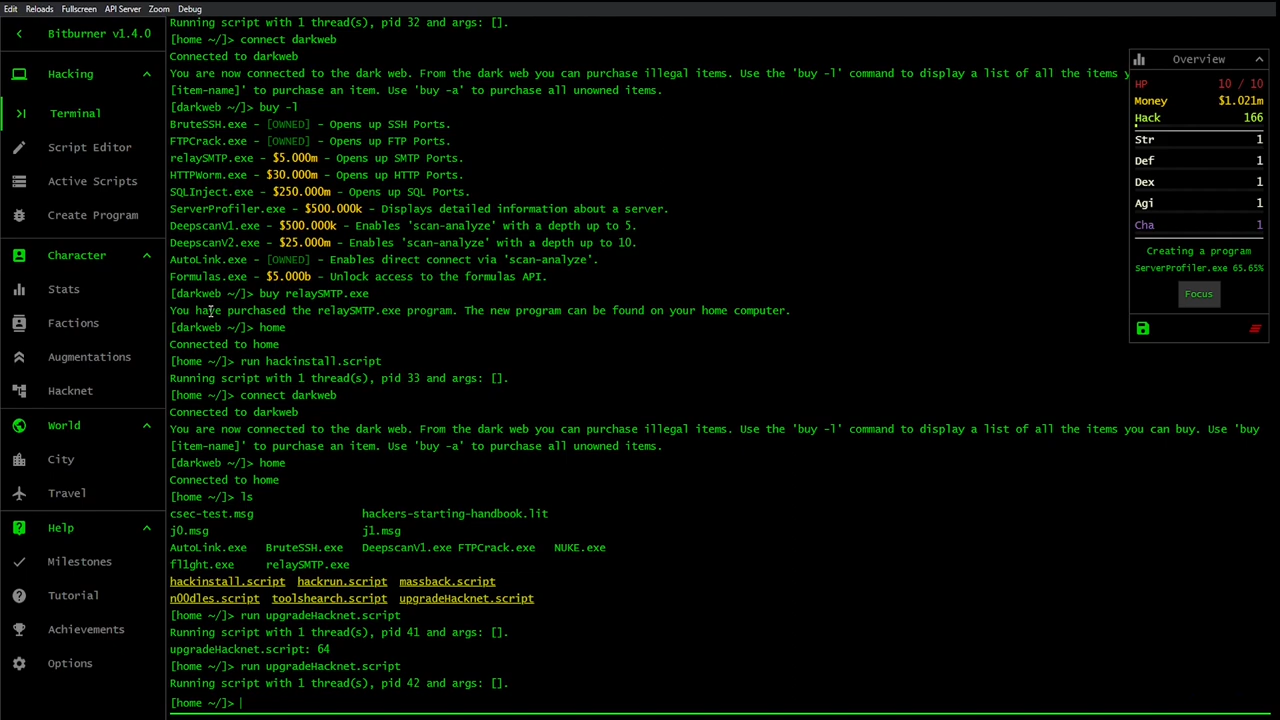 Edit Reloads Fullscreen API Server Zoom Debug
Bitburner v1.4.0
Hacking
Terminal
Script Editor
Active Scripts
Create Program
Character
Stats
Factions
Augmentations
Hacknet
World
City
Travel
Help
Milestones
Tutorial
Achievements
Options
Running script with 1 thread(s), pid 32 and args: [].
[home ~/]> connect darkweb
Connected to darkweb
You are now connected to the dark web. From the dark web you can purchase illegal items. Use the 'buy -l' command to display a list of all the items y
[item-name]' to purchase an item. Use 'buy -a' to purchase all unowned items.
[darkweb ~/]> buy -l
BruteSSH.exe - [OWNED] - Opens up SSH Ports.
FTPCrack.exe - [OWNED] - Opens up FTP Ports.
relaySMTP.exe - $5.000m - Opens up SMTP Ports.
HTTPWorm.exe - $30.000m - Opens up HTTP Ports.
SQLInject.exe - $250.000m - Opens up SQL Ports.
ServerProfiler.exe - $500.000k - Displays detailed information about a server.
DeepscanV1.exe - $500.000k - Enables 'scan-analyze' with a depth up to 5.
DeepscanV2.exe - $25.000m - Enables 'scan-analyze' with a depth up to 10.
AutoLink.exe - [OWNED] - Enables direct connect via 'scan-analyze'.
Formulas.exe - $5.000b - Unlock access to the formulas API.
[darkweb ~/]> buy relaySMTP.exe
You have purchased the relaySMTP.exe program. The new program can be found on your home computer.
[darkweb ~/]> home
Connected to home
[home ~/]> run hackinstall.script
Running script with 1 thread(s), pid 33 and args: [].
[home ~/]> connect darkweb
Connected to darkweb
You are now connected to the dark web. From the dark web you can purchase illegal items. Use the 'buy -l' command to display a list of all the items you can buy. Use 'buy
[item-name]' to purchase an item. Use 'buy -a' to purchase all unowned items.
[darkweb ~/]> home
Connected to home
[home ~/]> ls
csec-test.msg hackers-starting-handbook.lit
j0.msg j1.msg
AutoLink.exe BruteSSH.exe DeepscanV1.exe FTPCrack.exe NUKE.exe
fl1ght.exe relaySMTP.exe
hackinstall.script hackrun.script massback.script
n00dles.script toolshearch.script upgradeHacknet.script
[home ~/]> run upgradeHacknet.script
Running script with 1 thread(s), pid 41 and args: [].
upgradeHacknet.script: 64
[home ~/]> run upgradeHacknet.script
Running script with 1 thread(s), pid 42 and args: [].
[home ~/]>
Overview
HP 10 / 10
Money $1.021m
Hack 166
Str 1
Def 1
Dex 1
Agi 1
Cha 1
Creating a program
ServerProfiler.exe 65.65%
Focus